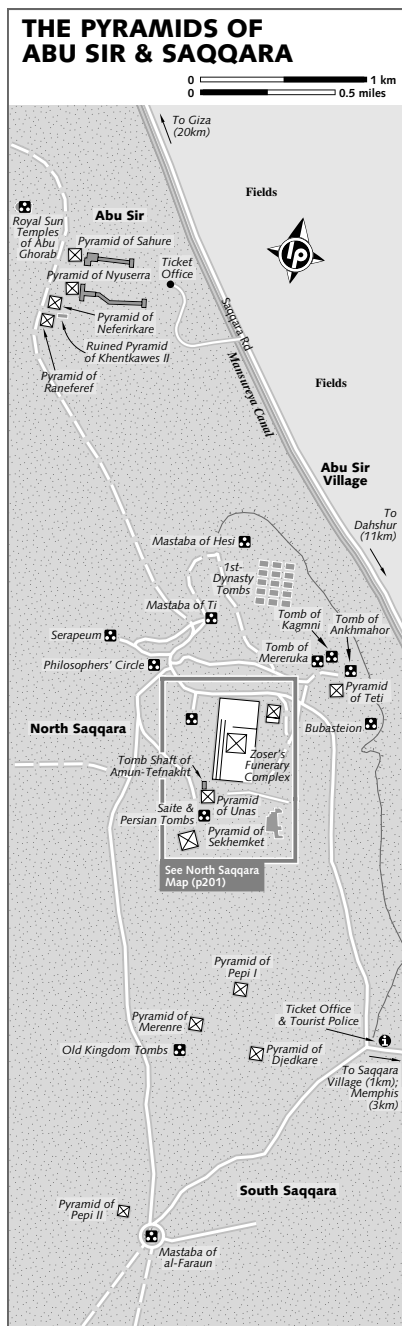 THE PYRAMIDS OF
ABU SIR & SAQQARA
0 1 km
0 0.5 miles
To Giza
(20km)
Fields
lp
Abu Sir
Royal Sun
Temples
of Abu
Ghorab
Pyramid of Sahure
Ticket
Office
Pyramid of Nyuserra
Pyramid of
Neferirkare
Ruined Pyramid
of Khentkawes II
Pyramid of
Raneferef
Saqqara Rd
Mansureya Canal
Fields
Abu Sir
Village
To
Dahshur
(11km)
Mastaba of Hesi
1st-
Dynasty
Tombs
Mastaba of Ti
Tomb of
Kagmni
Tomb of
Ankhmahor
Serapeum
Tomb of
Mereruka
Philosophers' Circle
Pyramid
of Teti
North Saqqara
Bubasteion
Zoser's
Funerary
Complex
Tomb Shaft of
Amun-Tefnakht
Pyramid
of Unas
Saite &
Persian Tombs
Pyramid of
Sekhemket
See North Saqqara
Map (p201)
Pyramid of
Pepi I
Ticket Office
& Tourist Police
Pyramid of
Merenre
Old Kingdom Tombs
Pyramid of
Djedkare
To Saqqara
Village (1km);
Memphis
(3km)
South Saqqara
Pyramid of
Pepi II
Mastaba of
al-Faraun